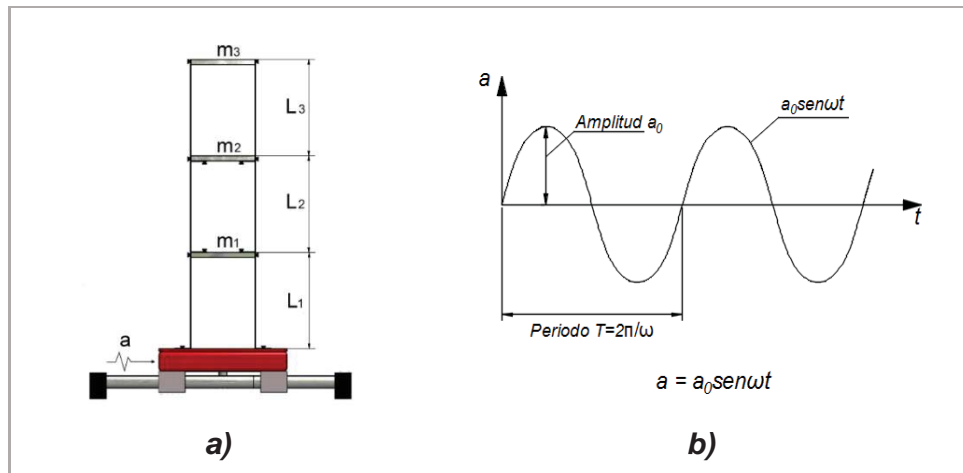 m₃
L₃
m₂
L₂
m₁
L₁
a
a)
a
Amplitud a₀
a₀senωt
t
Periodo T=2π/ω
a = a₀senωt
b)